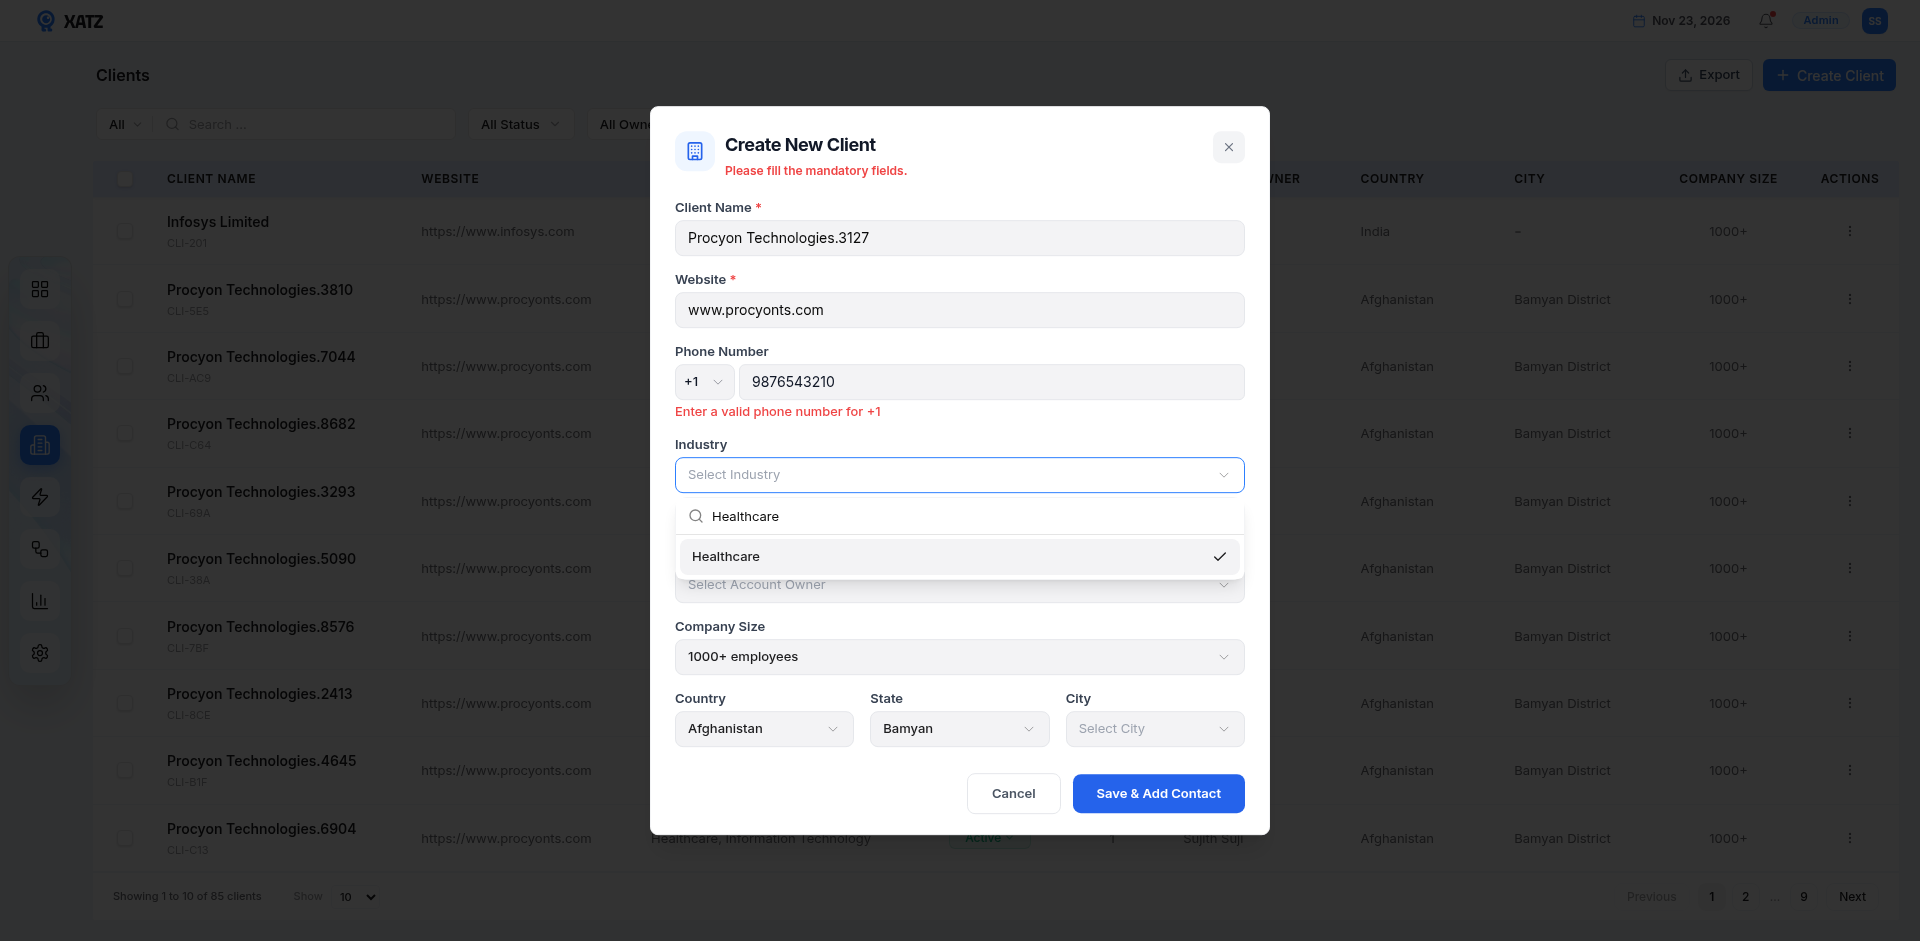 XATZ
Nov 23, 2026
Admin
SS
Clients
Export
Create Client
All
Search ...
All Status
All Owne
CLIENT NAME
WEBSITE
WNER
COUNTRY
CITY
COMPANY SIZE
ACTIONS
Infosys Limited
CLI-201
https://www.infosys.com
India
-
1000+
Procyon Technologies.3810
CLI-5E5
https://www.procyonts.com
Afghanistan
Bamyan District
1000+
Procyon Technologies.7044
CLI-AC9
https://www.procyonts.com
Afghanistan
Bamyan District
1000+
Procyon Technologies.8682
CLI-C64
https://www.procyonts.com
Afghanistan
Bamyan District
1000+
Procyon Technologies.3293
CLI-89A
https://www.procyonts.com
Afghanistan
Bamyan District
1000+
Procyon Technologies.5090
CLI-38A
https://www.procyonts.com
Afghanistan
Bamyan District
1000+
Procyon Technologies.8576
CLI-7BF
https://www.procyonts.com
Afghanistan
Bamyan District
1000+
Procyon Technologies.2413
CLI-8CE
https://www.procyonts.com
Afghanistan
Bamyan District
1000+
Procyon Technologies.4645
CLI-81F
https://www.procyonts.com
Afghanistan
Bamyan District
1000+
Procyon Technologies.6904
CLI-C13
https://www.procyonts.com
Healthcare, Information Technology
Active
1
Sujith Suji
Afghanistan
Bamyan District
1000+
Showing 1 to 10 of 85 clients
Show
10
Previous
1
2
...
9
Next
Create New Client
Please fill the mandatory fields.
Client Name *
Procyon Technologies.3127
Website *
www.procyonts.com
Phone Number
+1
9876543210
Enter a valid phone number for +1
Industry
Select Industry
Healthcare
Healthcare
Select Account Owner
Company Size
1000+ employees
Country
State
City
Afghanistan
Bamyan
Select City
Cancel
Save & Add Contact